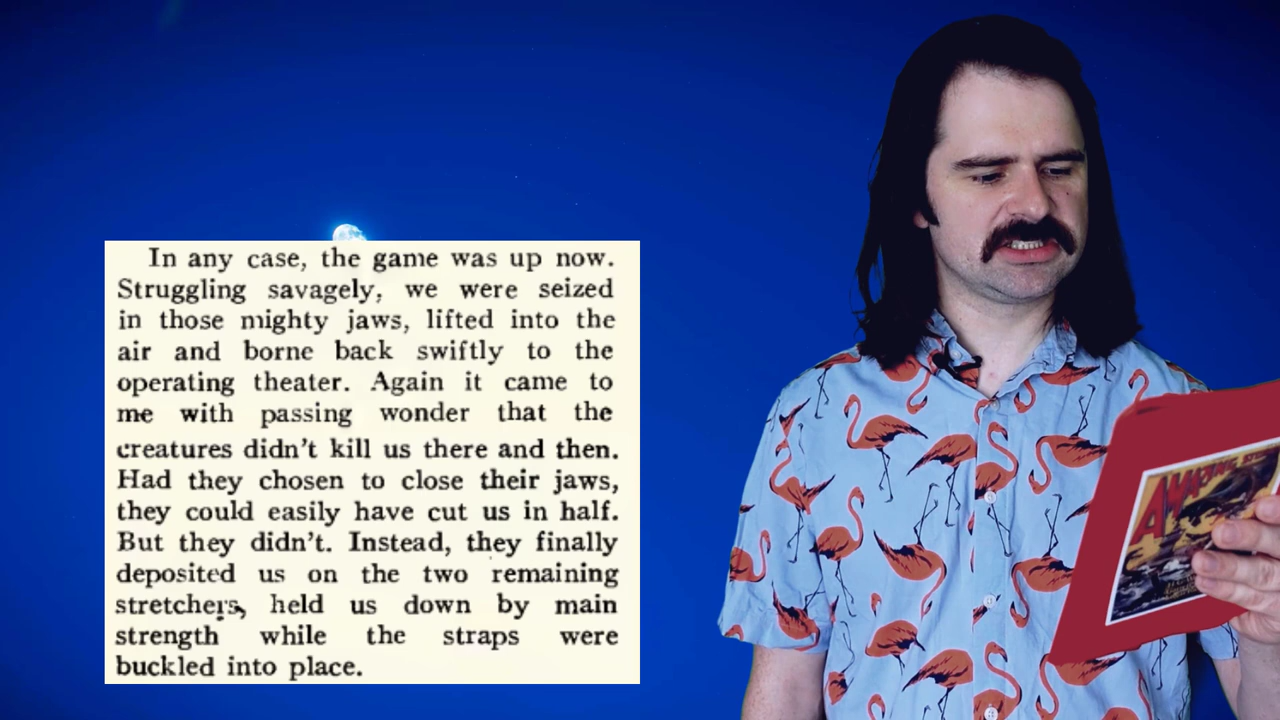 In any case, the game was up now.
Struggling savagely, we were seized
in those mighty jaws, lifted into the
air and borne back swiftly to the
operating theater. Again it came to
me with passing wonder that the
creatures didn't kill us there and then.
Had they chosen to close their jaws,
they could easily have cut us in half.
But they didn't. Instead, they finally
deposited us on the two remaining
stretchers, held us down by main
strength while the straps were
buckled into place.
AMAZING